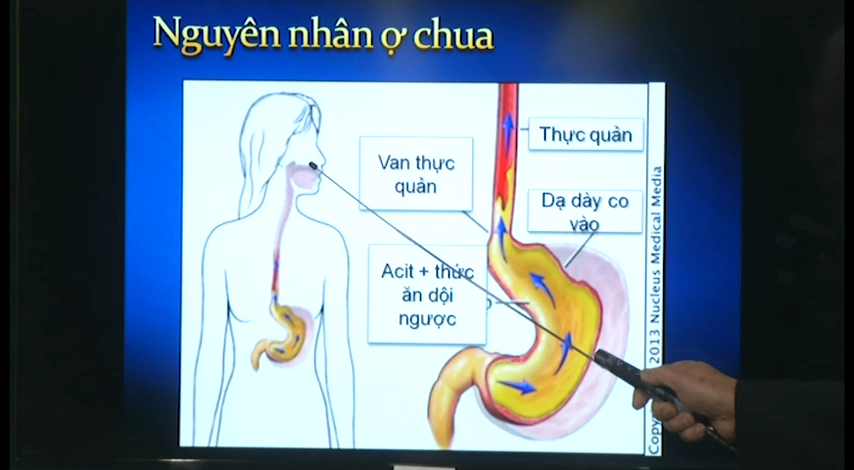 Nguyên nhân ợ chua
Thực quản
Van thực
quản
Dạ dày co
vào
Acit + thức
ăn dội
ngược
2013 Nucleus Medical Media